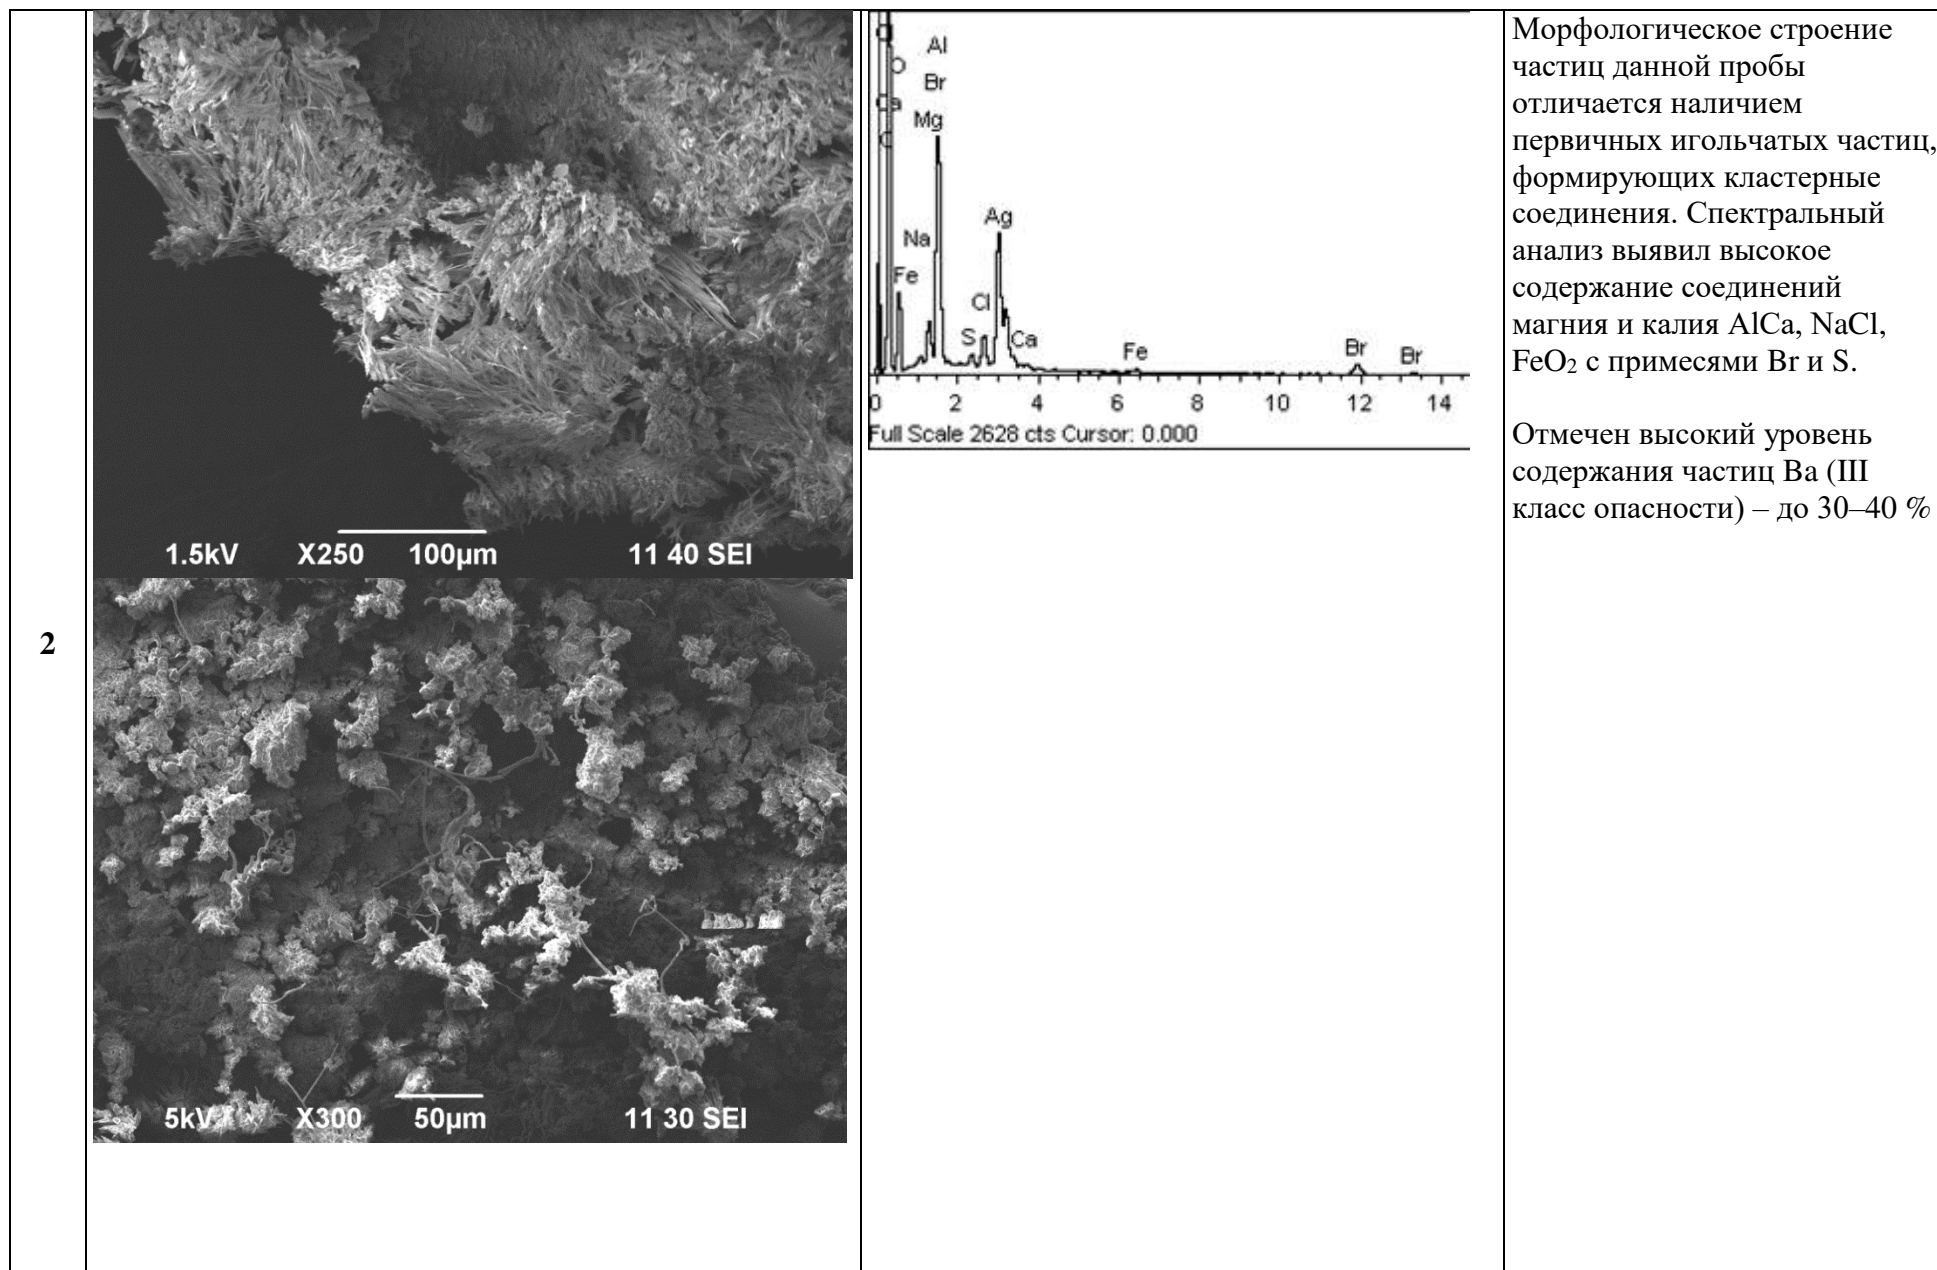 2
1.5kV X250 100µm 11 40 SEI
5kV X300 50µm 11 30 SEI
Al
O
Br
Ca
Mg
C
Ag
Na
Fe
Cl
S
Ca
Fe
Br
Br
0 2 4 6 8 10 12 14
Full Scale 2628 cts Cursor: 0.000
Морфологическое строение
частиц данной пробы
отличается наличием
первичных игольчатых частиц,
формирующих кластерные
соединения. Спектральный
анализ выявил высокое
содержание соединений
магния и калия AlCa, NaCl,
FeO₂ с примесями Br и S.
Отмечен высокий уровень
содержания частиц Ba (III
класс опасности) – до 30–40 %